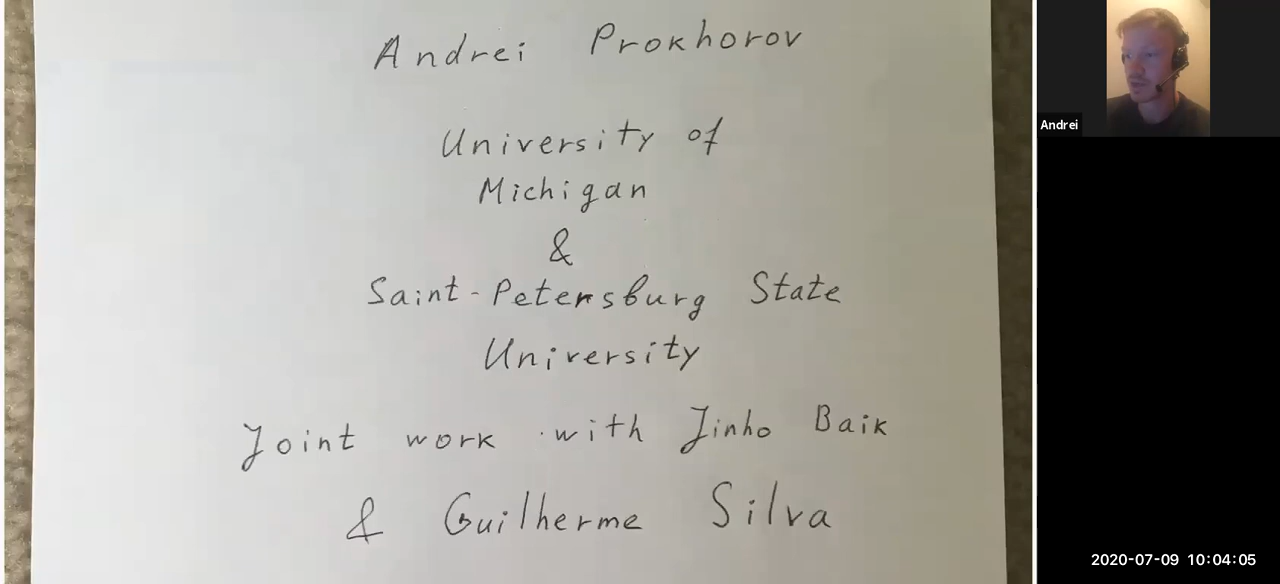 Andrei Prokhorov
University of
Michigan
&
Saint-Petersburg State
University
Joint work with Jinho Baik
& Guilherme Silva
Andrei
2020-07-09 10:04:05